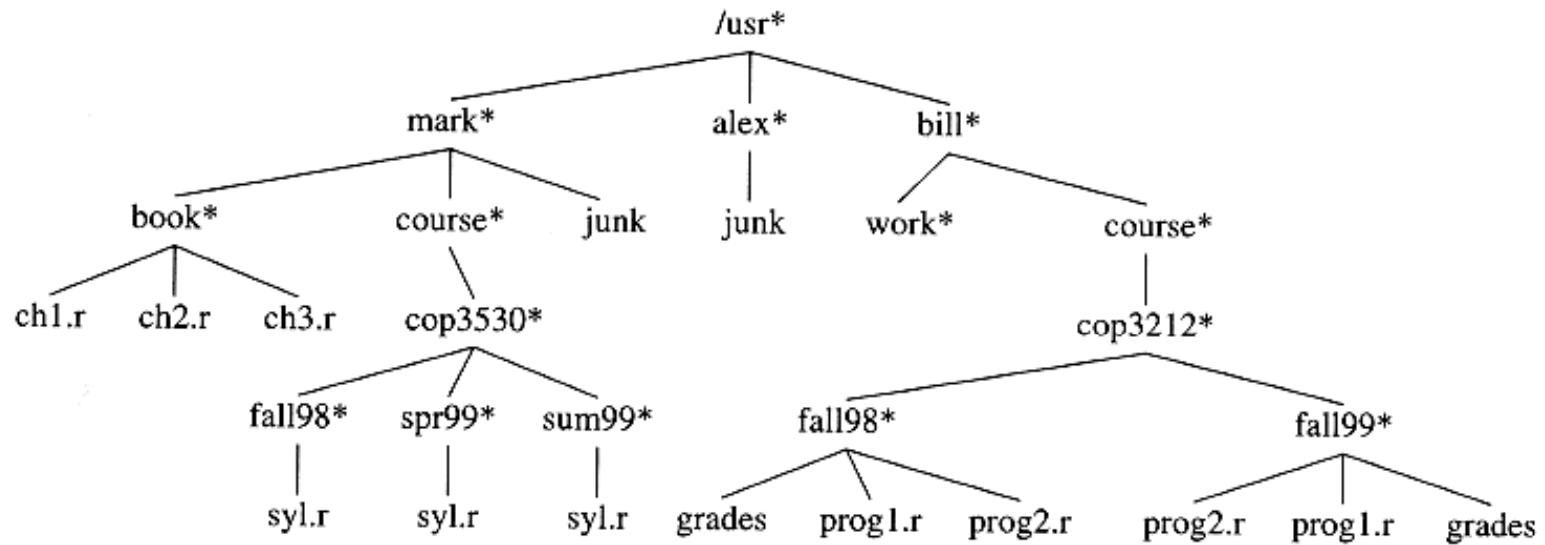 /usr*
mark* alex* bill*
book* course* junk junk work* course*
ch1.r ch2.r ch3.r cop3530* cop3212*
fall98* spr99* sum99* fall98* fall99*
syl.r syl.r syl.r grades prog1.r prog2.r prog2.r prog1.r grades